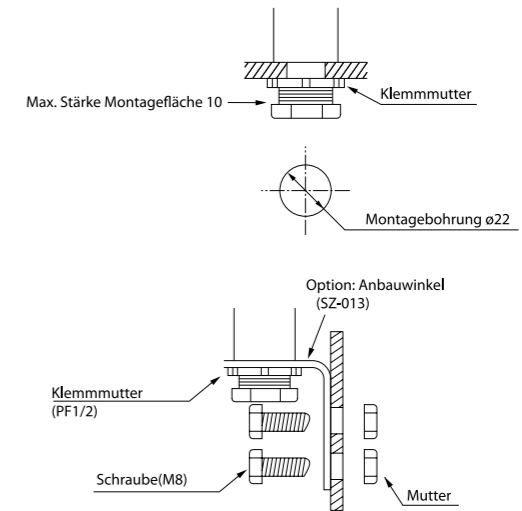 Max. Stärke Montagefläche 10
Klemmmutter
Montagebohrung ø22
Option: Anbauwinkel
(SZ-013)
Klemmmutter
(PF1/2)
Schraube(M8)
Mutter